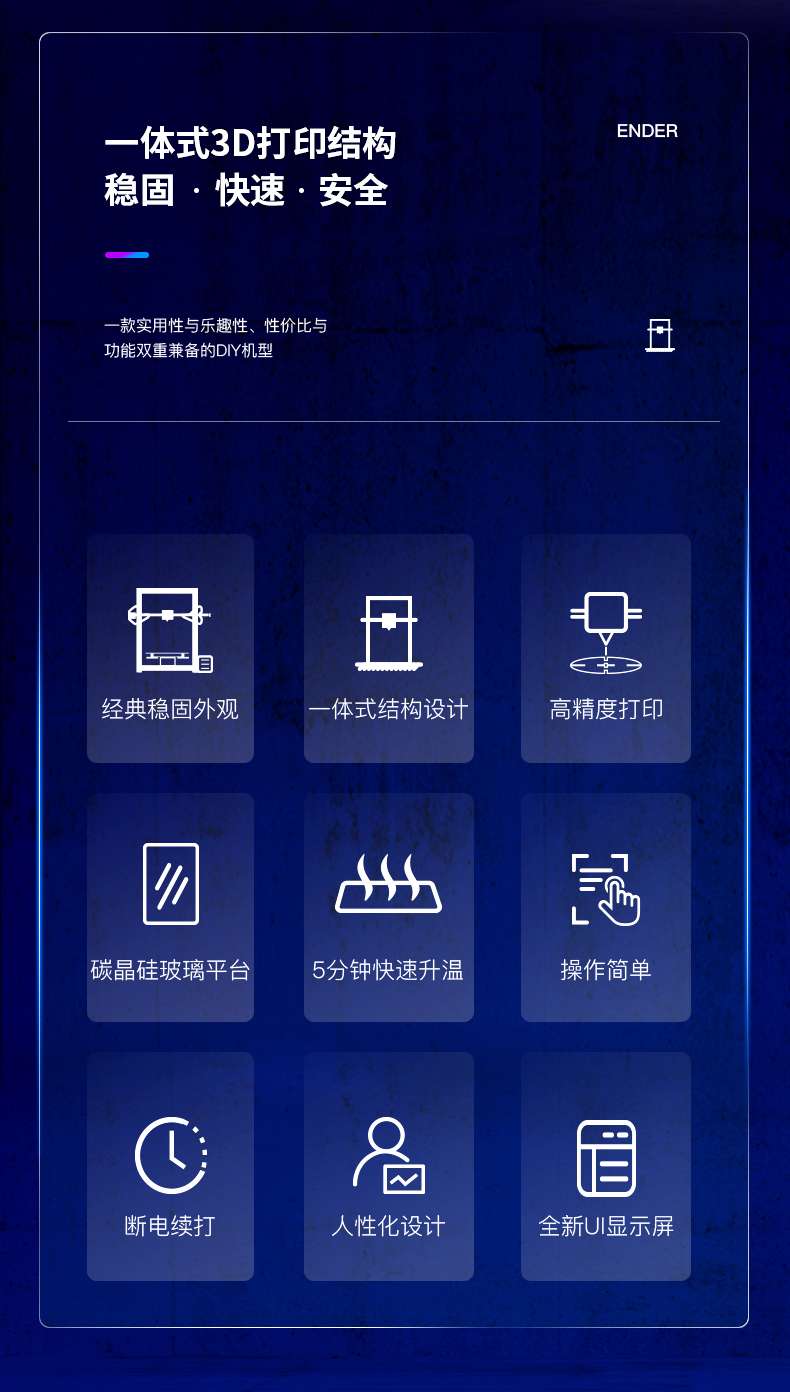 一体式3D打印结构
稳固 · 快速 · 安全
ENDER
一款实用性与乐趣性、性价比与
功能双重兼备的DIY机型
经典稳固外观
一体式结构设计
高精度打印
碳晶硅玻璃平台
5分钟快速升温
操作简单
断电续打
人性化设计
全新UI显示屏